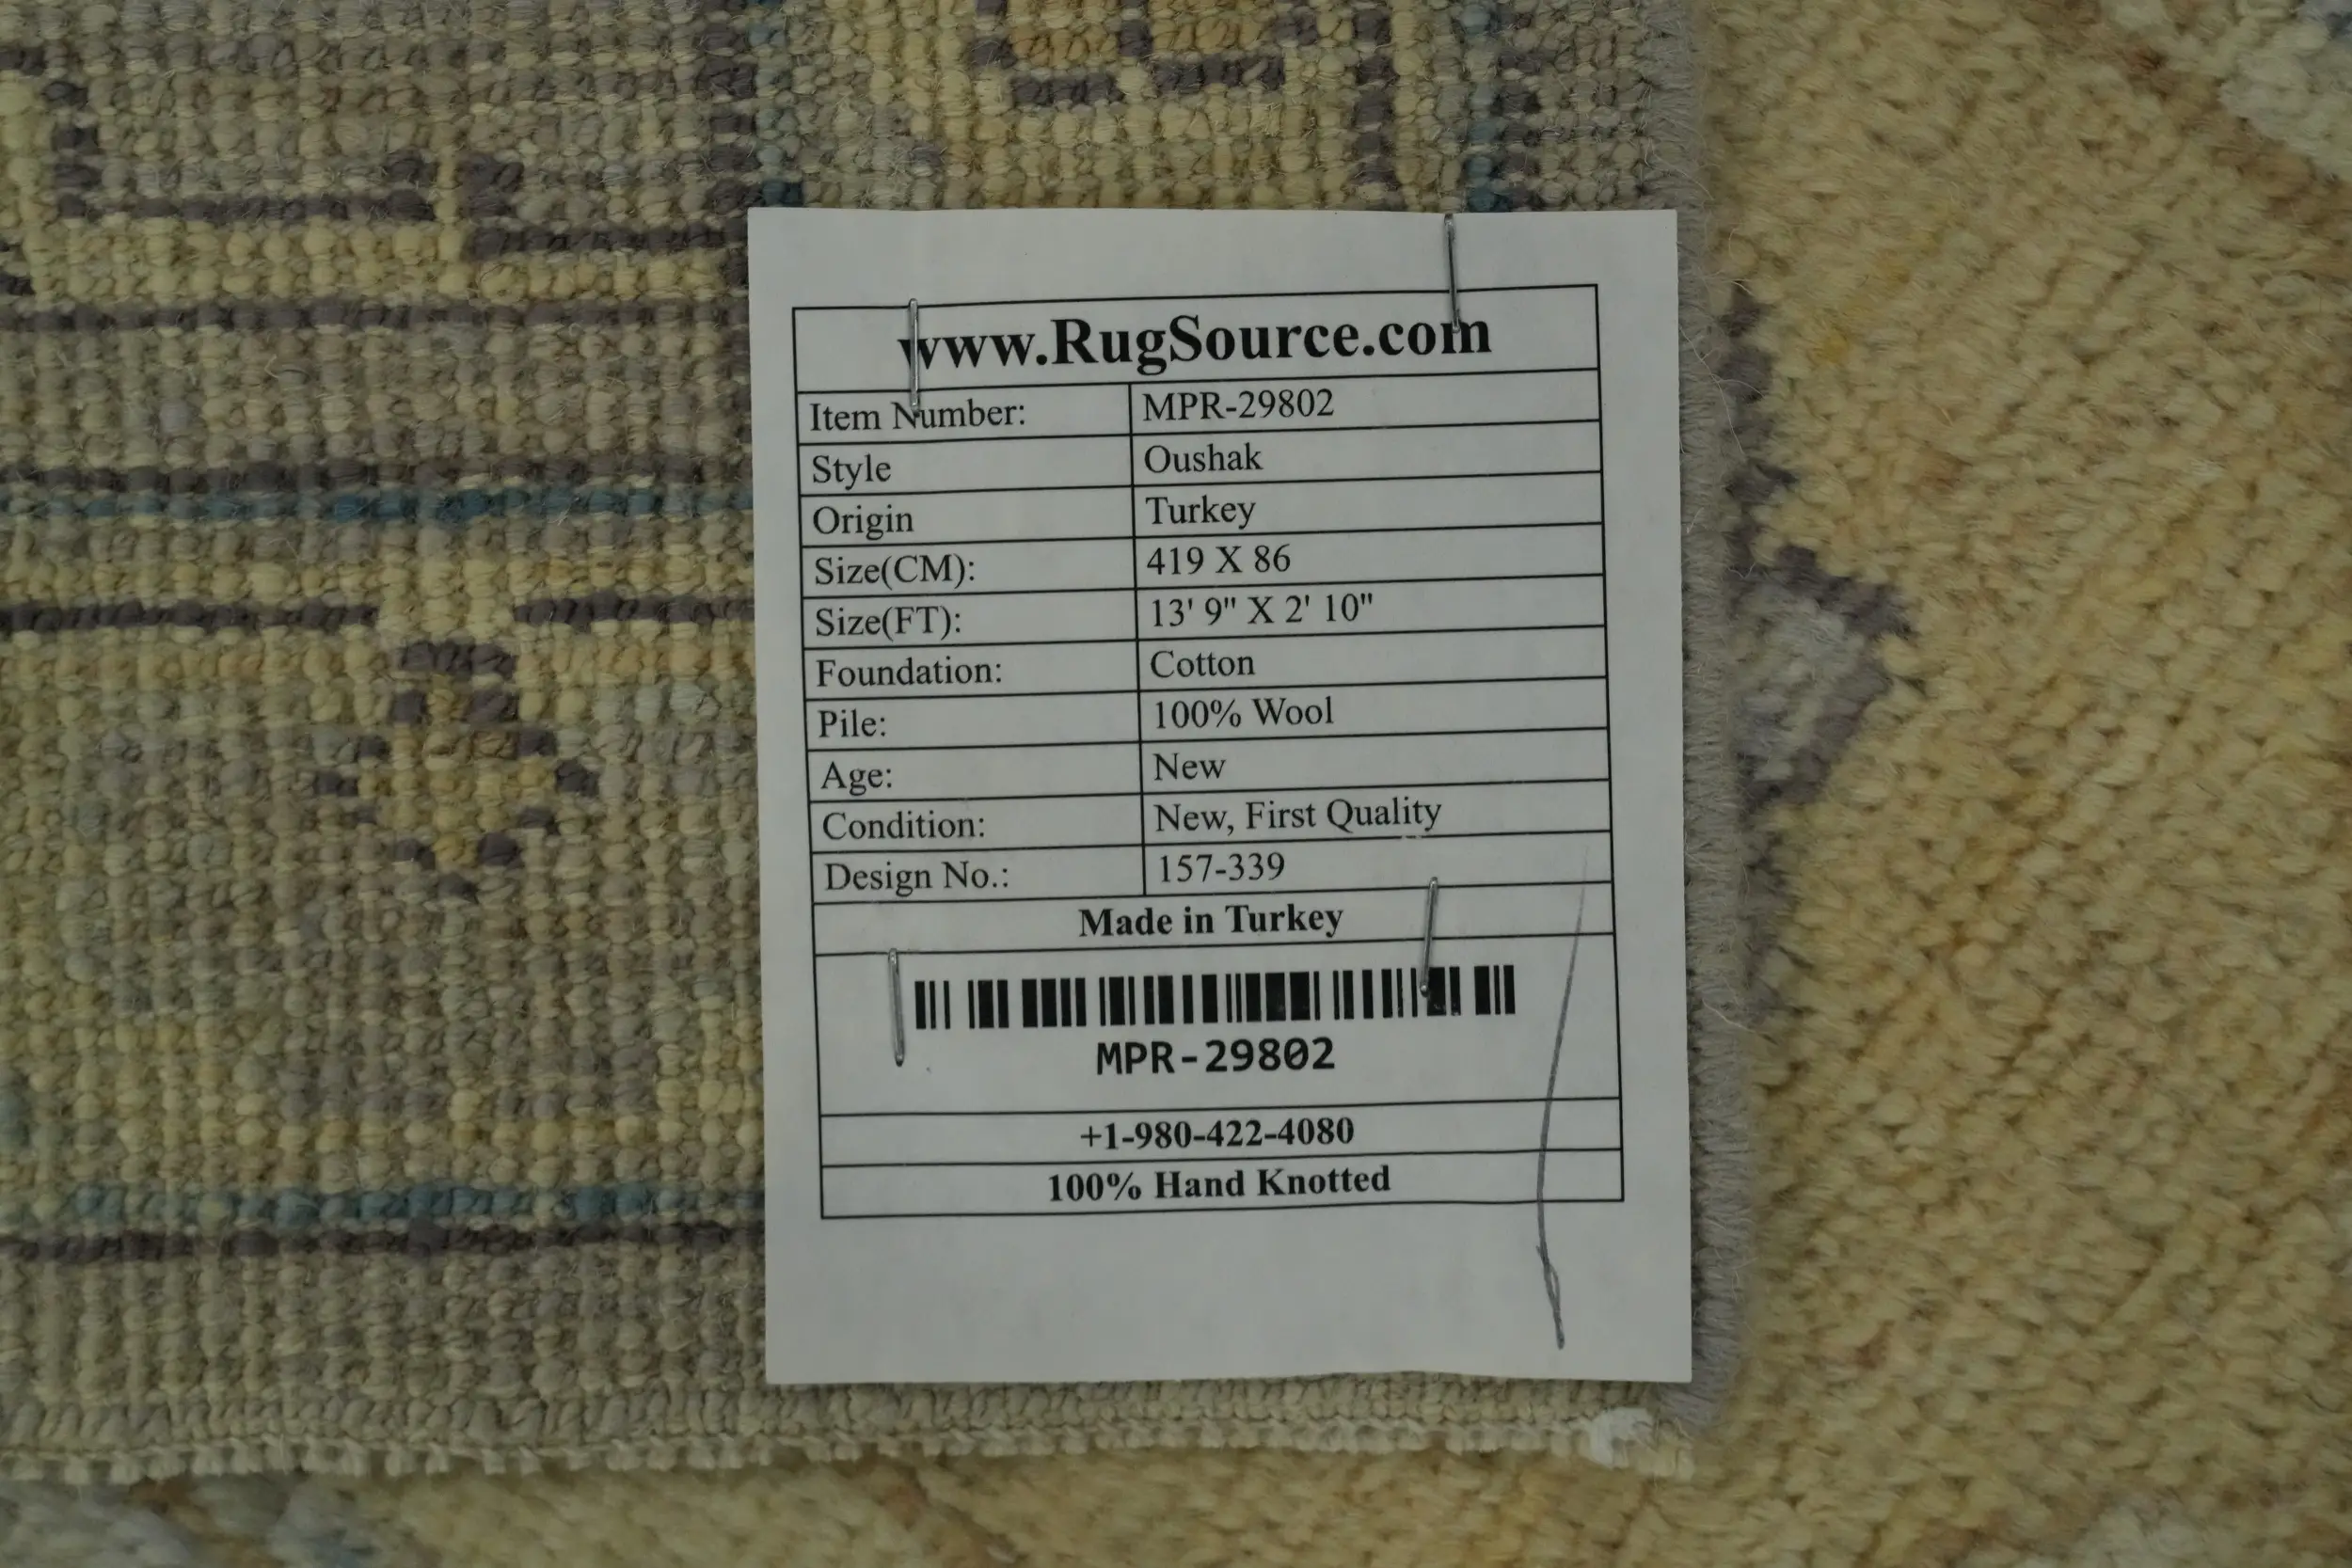 www.RugSource.com
Item Number: MPR-29802
Style Oushak
Origin Turkey
Size(CM): 419 X 86
Size(FT): 13' 9" X 2' 10"
Foundation: Cotton
Pile: 100% Wool
Age: New
Condition: New, First Quality
Design No.: 157-339
Made in Turkey
MPR-29802
+1-980-422-4080
100% Hand Knotted